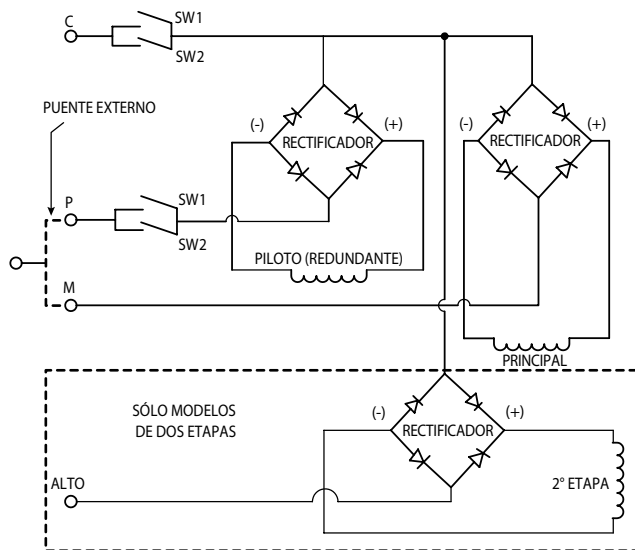 C
SW1
SW2
PUENTE EXTERNO
(-)
RECTIFICADOR
(+)
(-)
RECTIFICADOR
(+)
P
SW1
SW2
PILOTO (REDUNDANTE)
M
PRINCIPAL
SÓLO MODELOS
DE DOS ETAPAS
(-)
RECTIFICADOR
(+)
ALTO
2° ETAPA